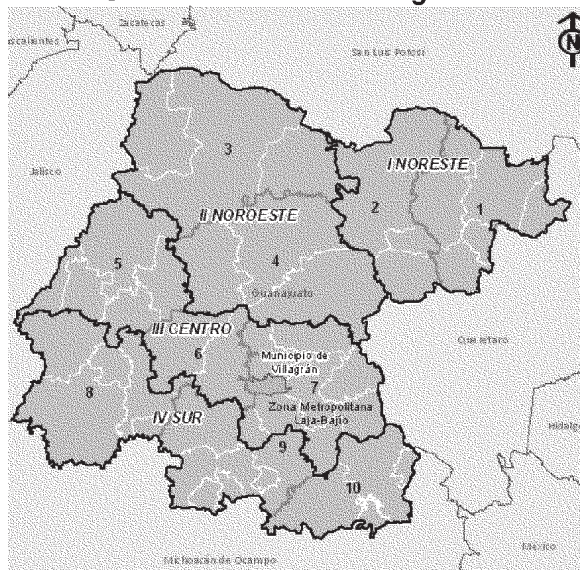 Zacatecas
San Luis Potosí
N
Jalisco
3
I NORESTE
2
1
II NOROESTE
5
4
Guanajuato
III CENTRO
Querétaro
6
Municipio de
Villagrán
8
7
Zona Metropolitana
Laja-Bajío
IV SUR
Hidalgo
9
10
México
Michoacán de Ocampo